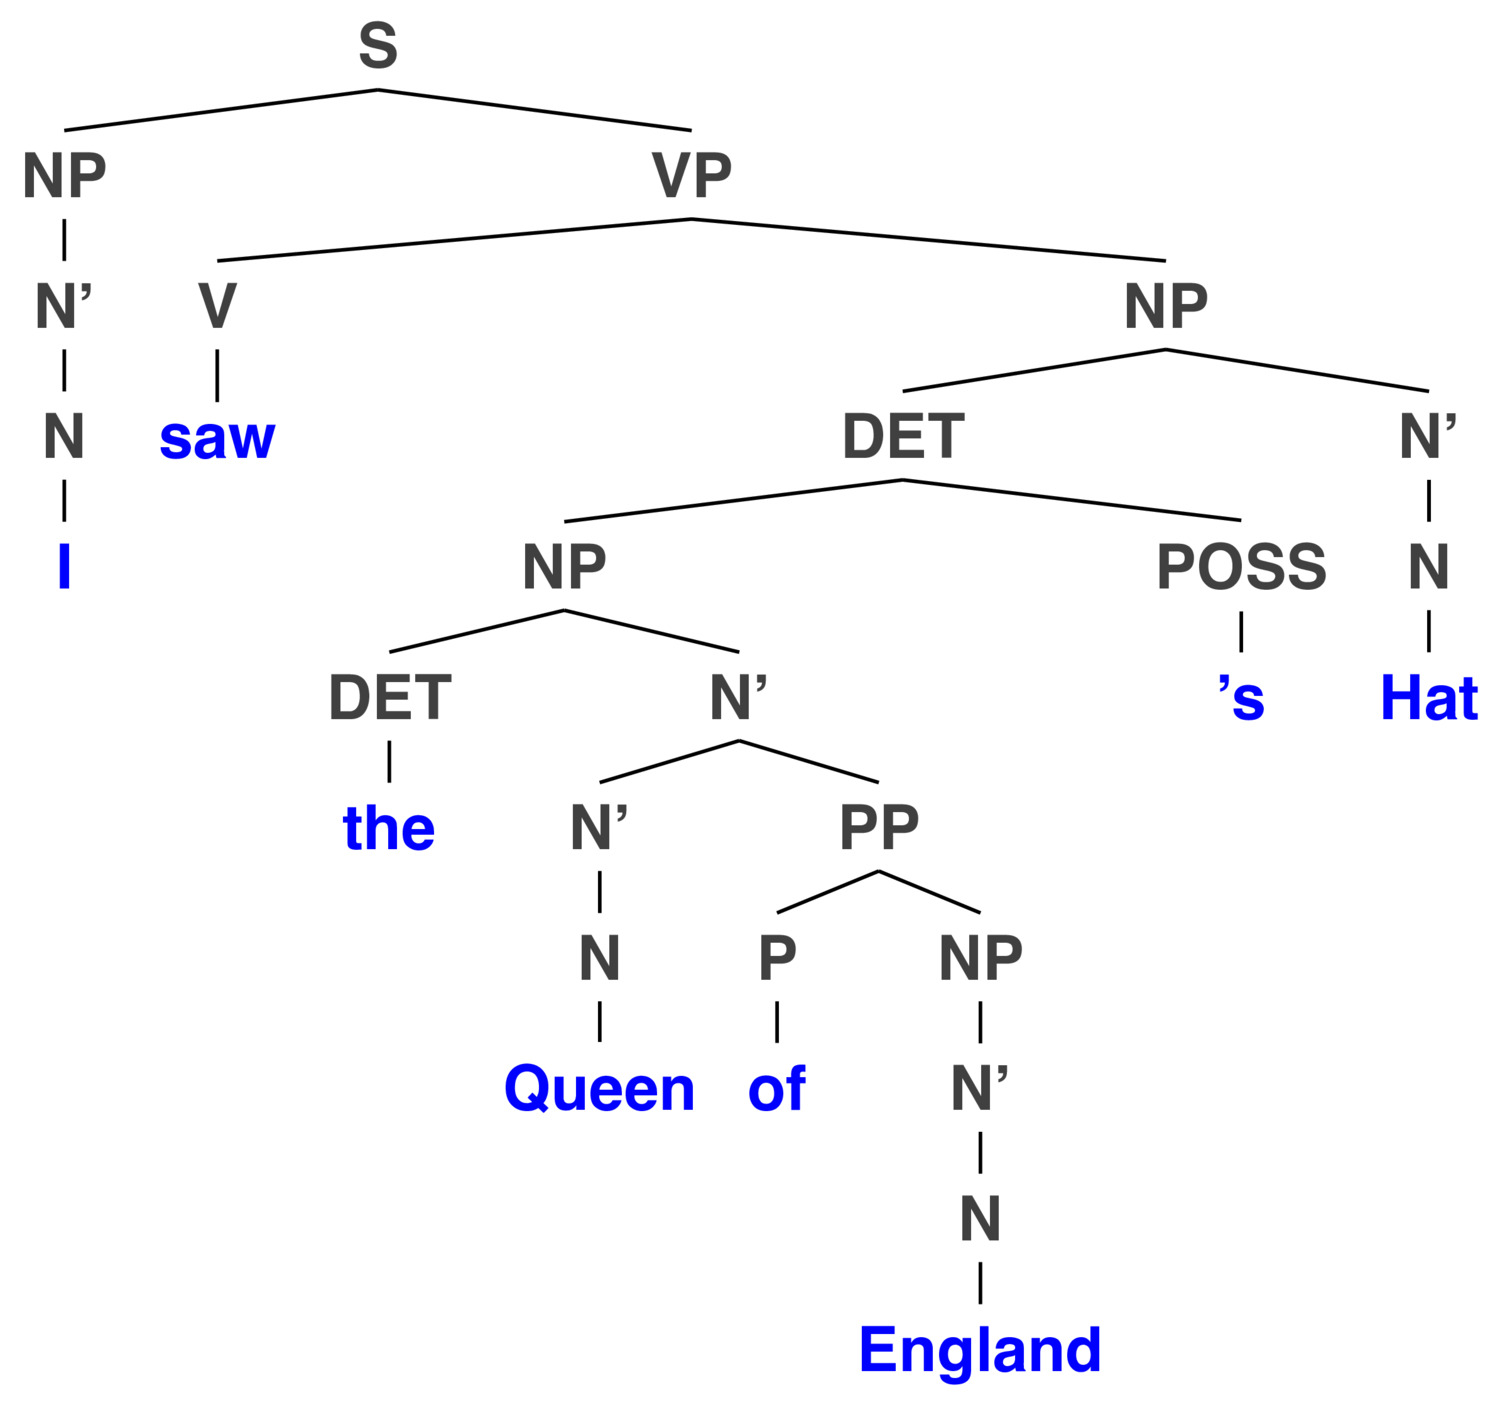 S
NP VP
N’ V NP
N saw DET N’
I NP POSS N
DET N’ ’s Hat
the N’ PP
N P NP
Queen of N’
N
England